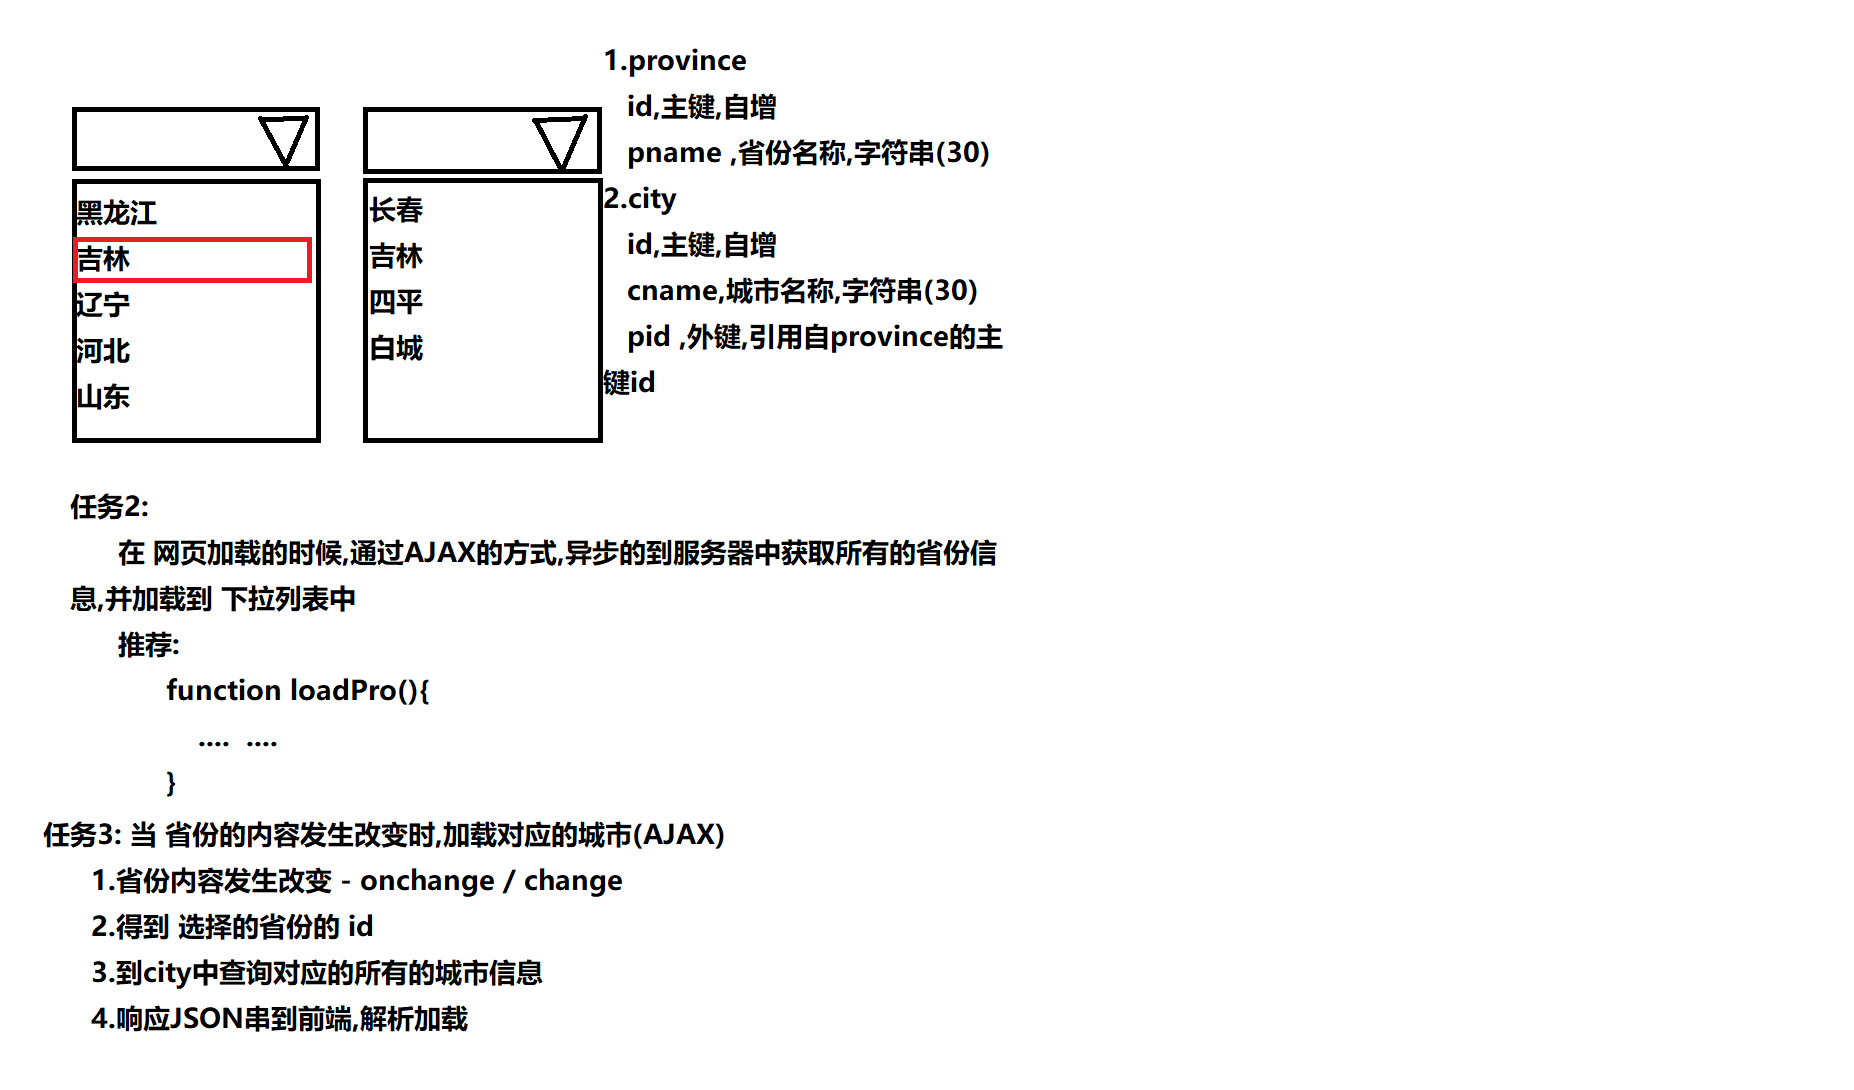 黑龙江
吉林
辽宁
河北
山东
长春
吉林
四平
白城
1.province
id,主键,自增
pname ,省份名称,字符串(30)
2.city
id,主键,自增
cname,城市名称,字符串(30)
pid ,外键,引用自province的主
键id
任务2:
在 网页加载的时候,通过AJAX的方式,异步的到服务器中获取所有的省份信
息,并加载到 下拉列表中
推荐:
function loadPro(){
.... ....
}
任务3: 当 省份的内容发生改变时,加载对应的城市(AJAX)
1.省份内容发生改变 - onchange / change
2.得到 选择的省份的 id
3.到city中查询对应的所有的城市信息
4.响应JSON串到前端,解析加载